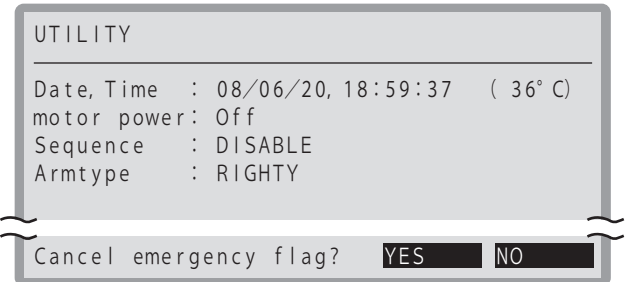 UTILITY
Date,Time : 08/06/20,18:59:37 ( 36°C)
motor power: Off
Sequence : DISABLE
Armtype : RIGHTY
Cancel emergency flag? YES NO